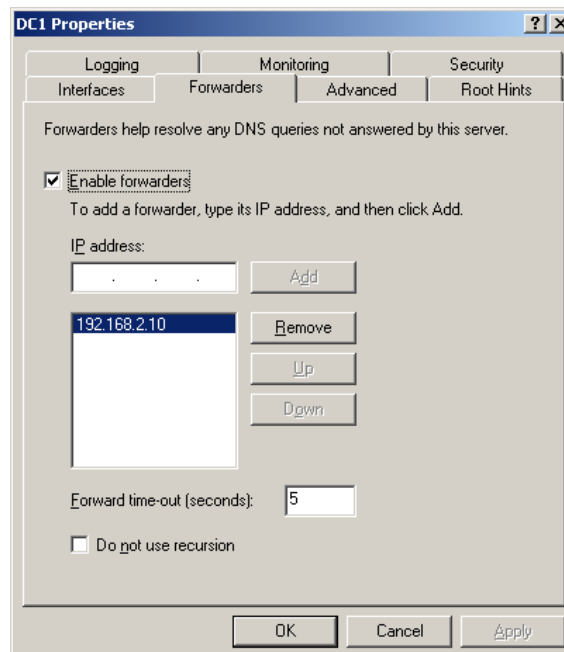 DC1 Properties
Logging Monitoring Security
Interfaces Forwarders Advanced Root Hints
Forwarders help resolve any DNS queries not answered by this server.
Enable forwarders
To add a forwarder, type its IP address, and then click Add.
IP address:
. . . Add
192.168.2.10 Remove
Up
Down
Forward time-out (seconds): 5
Do not use recursion
OK Cancel Apply